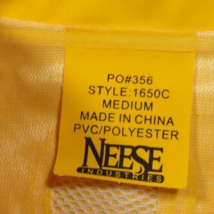 PO#356
STYLE:1650C
MEDIUM
MADE IN CHINA
PVC/POLYESTER
NEESE
INDUSTRIES